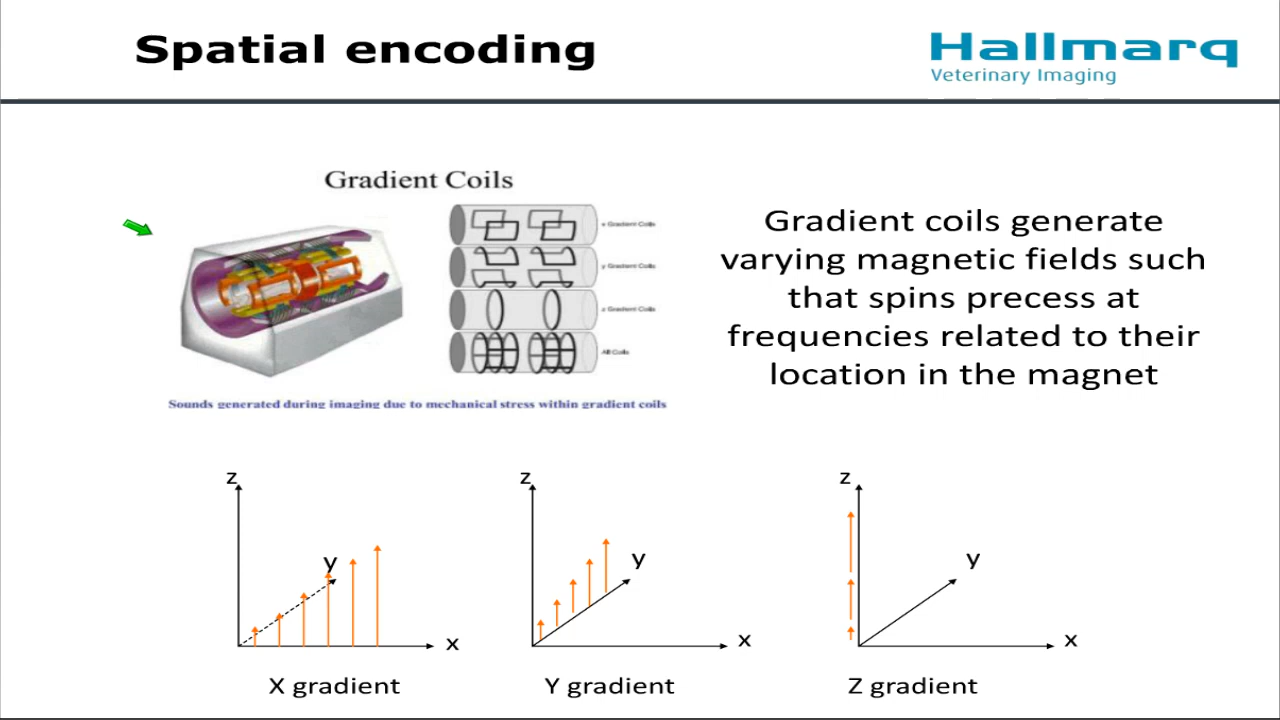 Spatial encoding
Hallmarq
Veterinary Imaging
Gradient Coils
x Gradient Coils
y Gradient Coils
z Gradient Coils
All Coils
Sounds generated during imaging due to mechanical stress within gradient coils
Gradient coils generate
varying magnetic fields such
that spins precess at
frequencies related to their
location in the magnet
z
y
x
X gradient
z
y
x
Y gradient
z
y
x
Z gradient